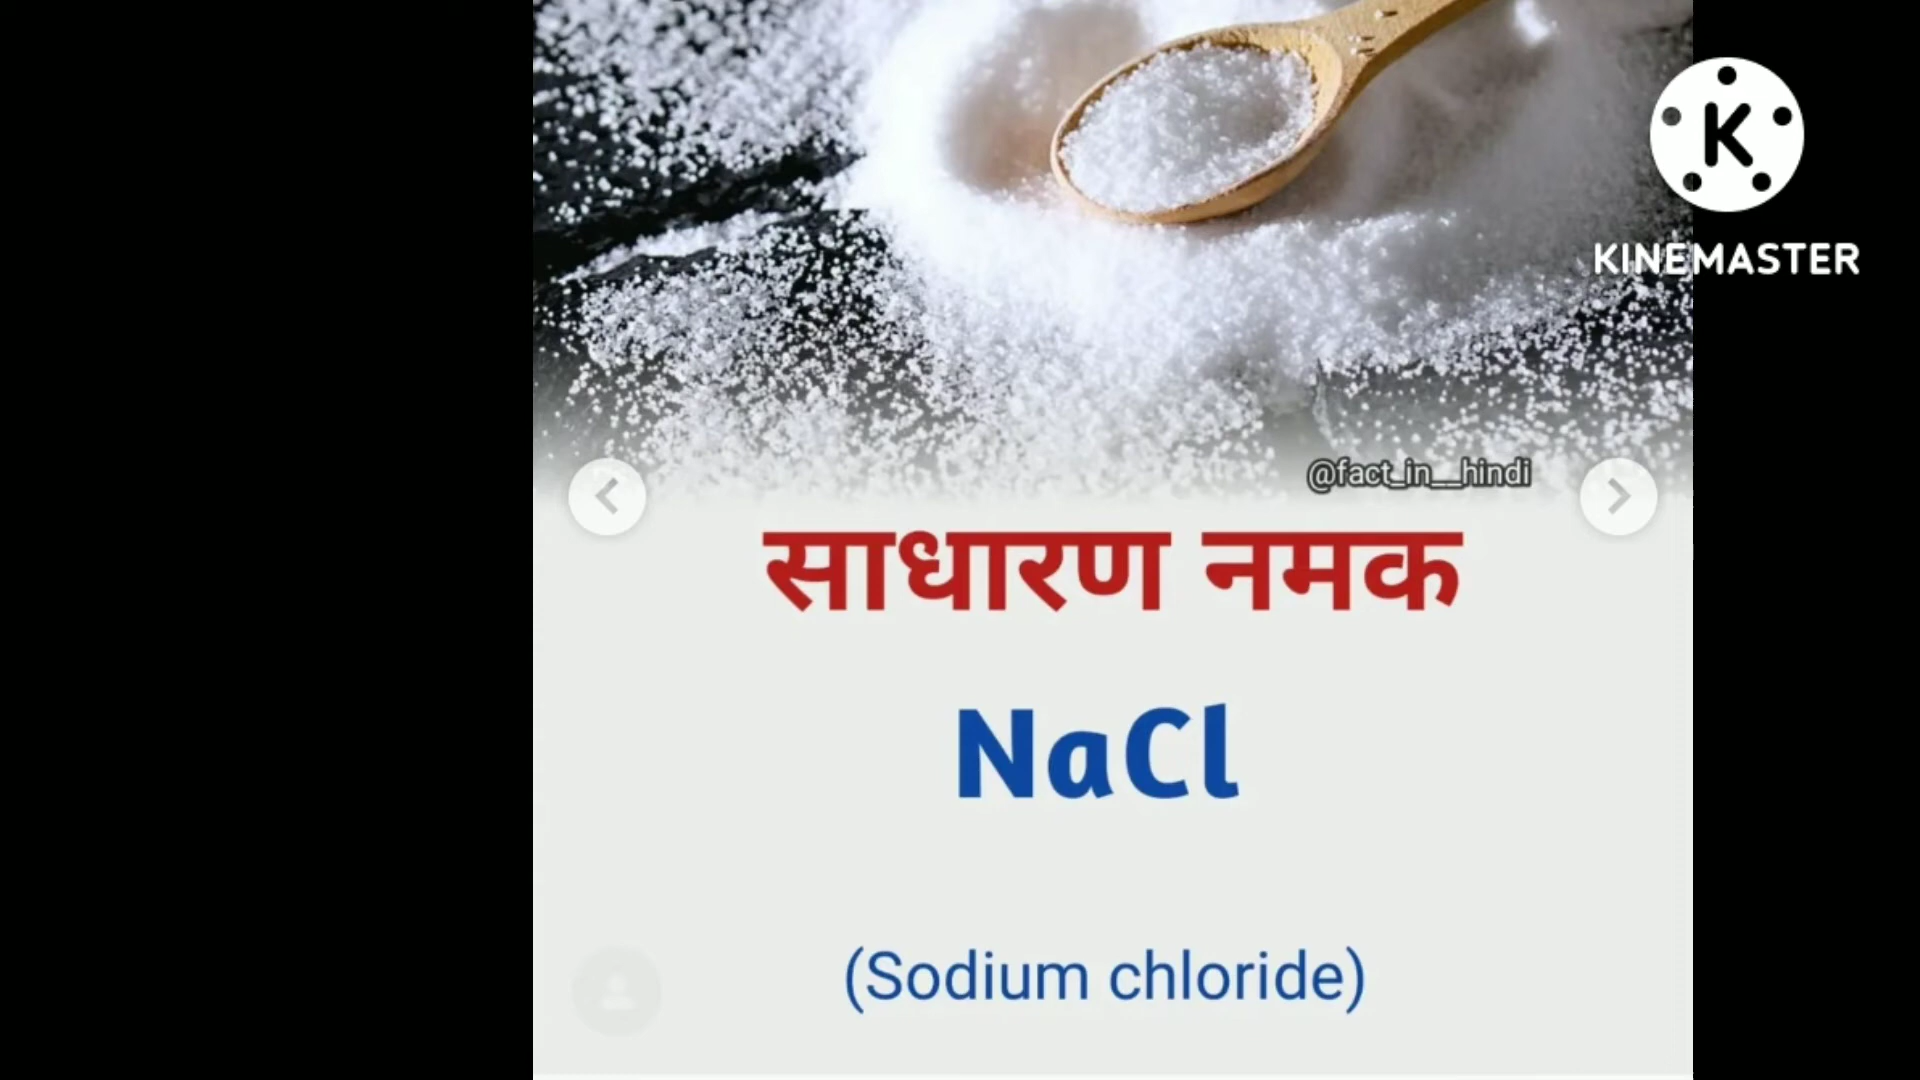 K
KINEMASTER
@fact_in__hindi
साधारण नमक
NaCl
(Sodium chloride)